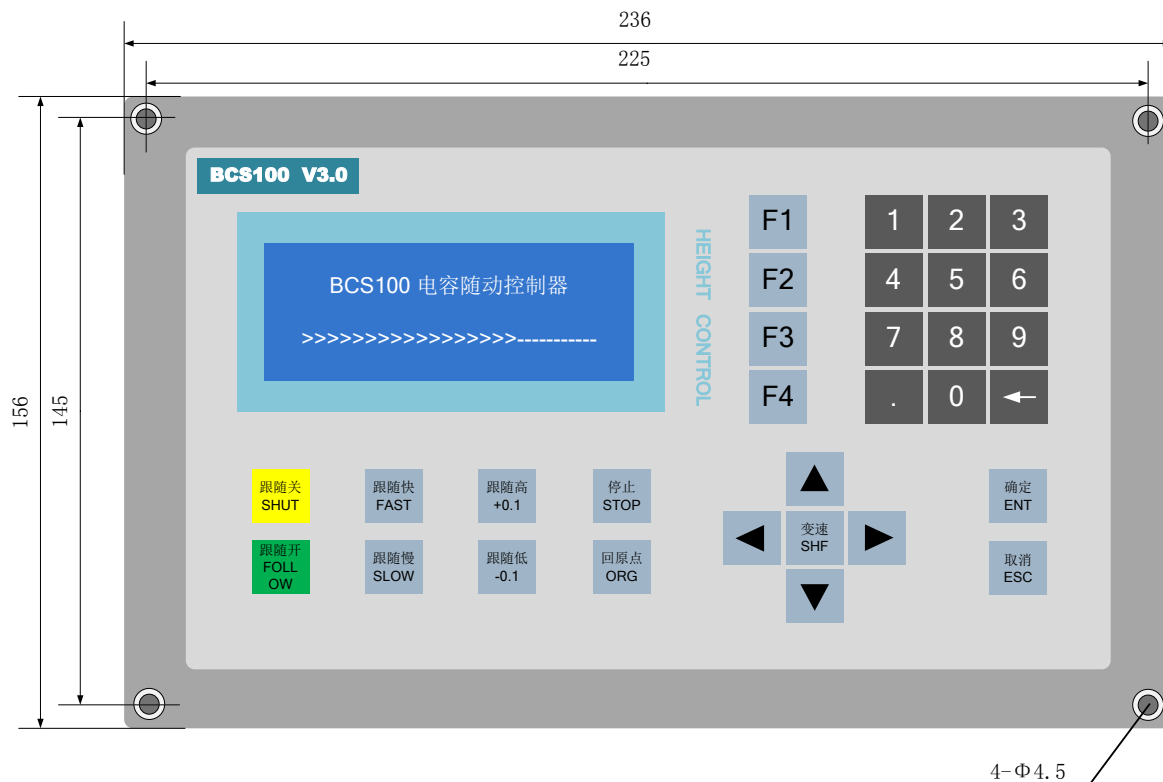 236
225
156
145
BCS100 V3.0
BCS100 电容随动控制器
>>>>>>>>>>>>>>>>>-----------
HEIGHT CONTROL
F1
F2
F3
F4
1 2 3
4 5 6
7 8 9
. 0 ←
跟随关
SHUT
跟随快
FAST
跟随高
+0.1
停止
STOP
跟随开
FOLL
OW
跟随慢
SLOW
跟随低
-0.1
回原点
ORG
▲
◀
变速
SHF
▶
▼
确定
ENT
取消
ESC
4-Φ4.5